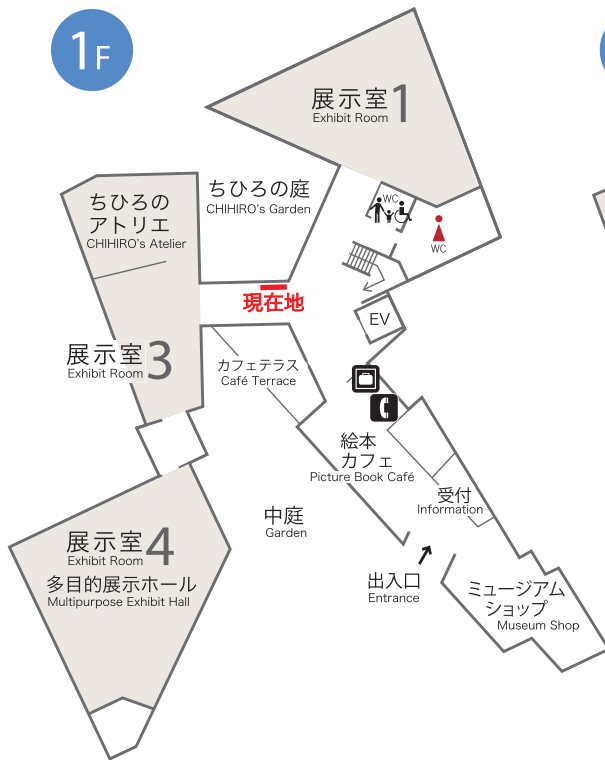 1F
展示室1
Exhibit Room
ちひろの
アトリエ
CHIHIRO's Atelier
ちひろの庭
CHIHIRO's Garden
WC
WC
現在地
EV
展示室3
Exhibit Room
カフェテラス
Café Terrace
絵本
カフェ
Picture Book Café
受付
Information
中庭
Garden
展示室4
Exhibit Room
多目的展示ホール
Multipurpose Exhibit Hall
出入口
Entrance
ミュージアム
ショップ
Museum Shop